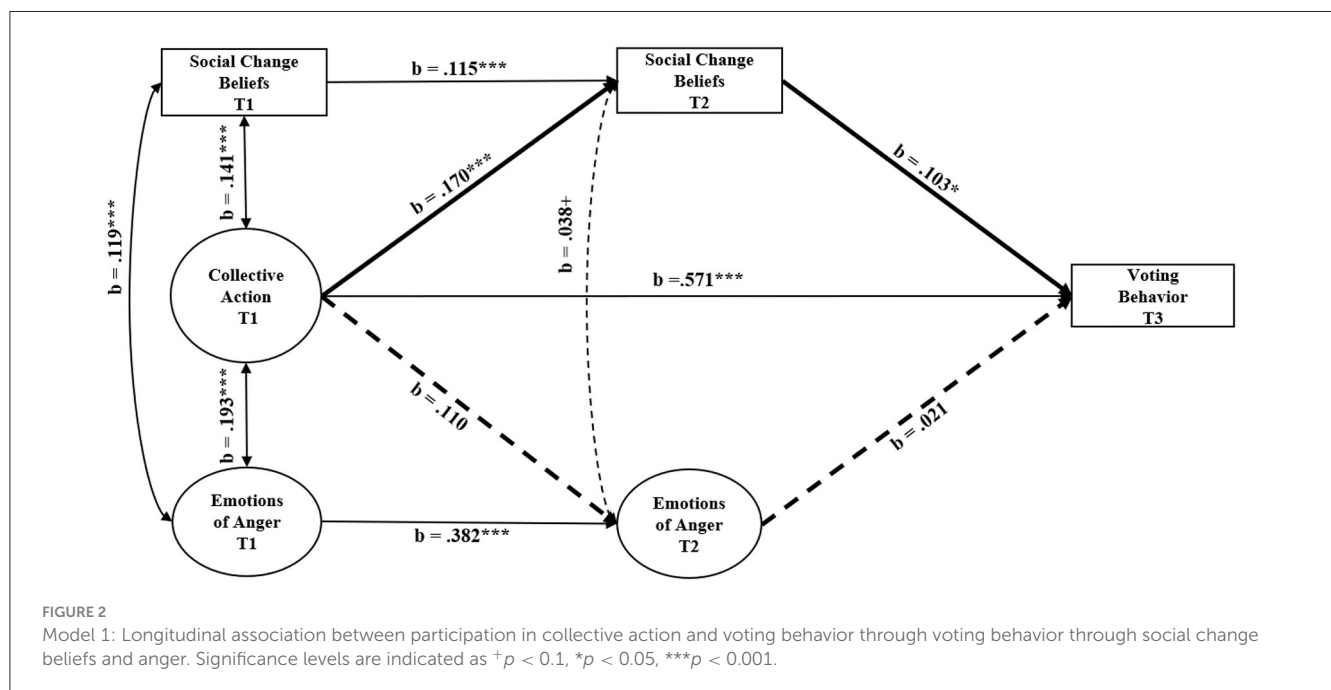 Social Change
Beliefs
T1
b = .115***
Social Change
Beliefs
T2
b = .141***
b = .170***
b = .103*
b = .119***
b = .038+
Collective
Action
T1
b =.571***
Voting
Behavior
T3
b = .193***
b = .110
b = .021
Emotions
of Anger
T1
b = .382***
Emotions
of Anger
T2
FIGURE 2
Model 1: Longitudinal association between participation in collective action and voting behavior through voting behavior through social change
beliefs and anger. Significance levels are indicated as +p < 0.1, *p < 0.05, ***p < 0.001.